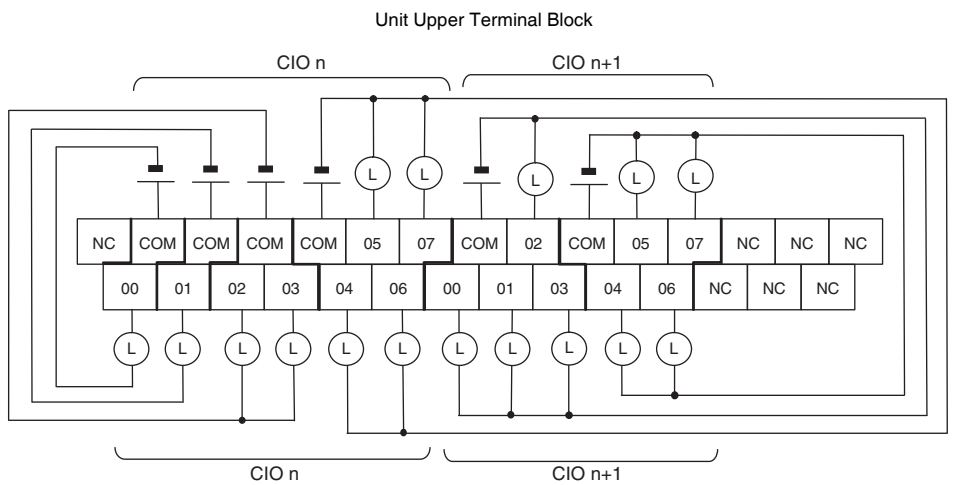 Unit Upper Terminal Block
CIO n CIO n+1
L L L L L
NC COM COM COM COM 05 07 COM 02 COM 05 07 NC NC NC
00 01 02 03 04 06 00 01 03 04 06 NC NC NC
L L L L L L L L L L L
CIO n CIO n+1